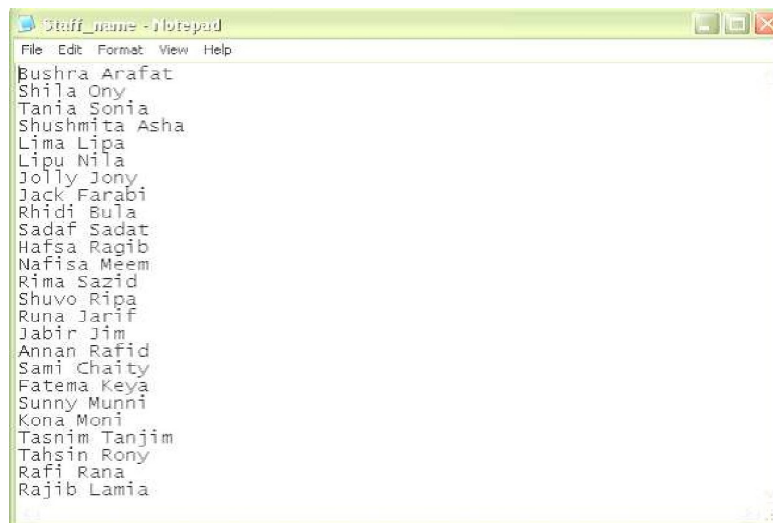 Staff_name - Notepad
File Edit Format View Help
Bushra Arafat
Shila Ony
Tania Sonia
Shushmita Asha
Lima Lipa
Lipu Nila
Jolly Jony
Jack Farabi
Rhidi Bula
Sadaf Sadat
Hafsa Ragib
Nafisa Meem
Rima Sazid
Shuvo Ripa
Runa Jarif
Jabir Jim
Annan Rafid
Sami Chaity
Fatema Keya
Sunny Munni
Kona Moni
Tasnim Tanjim
Tahsin Rony
Rafi Rana
Rajib Lamia